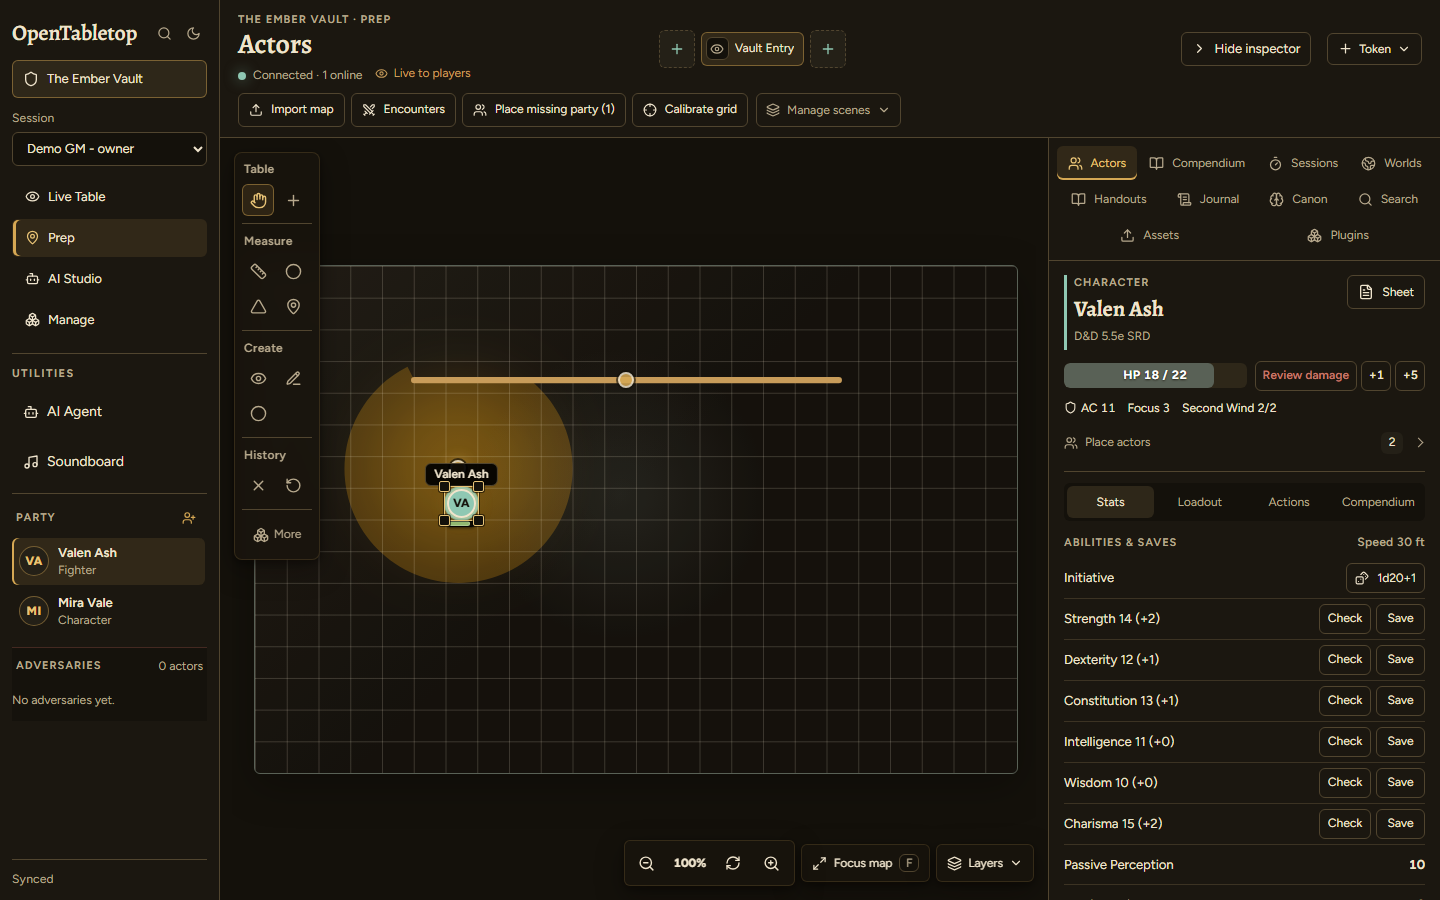 OpenTabletop
The Ember Vault
Session
Demo GM - owner
Live Table
Prep
AI Studio
Manage
UTILITIES
AI Agent
Soundboard
PARTY
VA
Valen Ash
Fighter
MI
Mira Vale
Character
ADVERSARIES
0 actors
No adversaries yet.
Synced
THE EMBER VAULT · PREP
Actors
Connected · 1 online
Live to players
Vault Entry
Hide inspector
Token
Import map
Encounters
Place missing party (1)
Calibrate grid
Manage scenes
Table
Measure
Create
History
More
Valen Ash
VA
100%
Focus map F
Layers
Actors
Compendium
Sessions
Worlds
Handouts
Journal
Canon
Search
Assets
Plugins
CHARACTER
Valen Ash
D&D 5.5e SRD
Sheet
HP 18 / 22
Review damage
+1
+5
AC 11 Focus 3 Second Wind 2/2
Place actors
2
Stats
Loadout
Actions
Compendium
ABILITIES & SAVES
Speed 30 ft
Initiative
1d20+1
Strength 14 (+2)
Check
Save
Dexterity 12 (+1)
Check
Save
Constitution 13 (+1)
Check
Save
Intelligence 11 (+0)
Check
Save
Wisdom 10 (+0)
Check
Save
Charisma 15 (+2)
Check
Save
Passive Perception
10